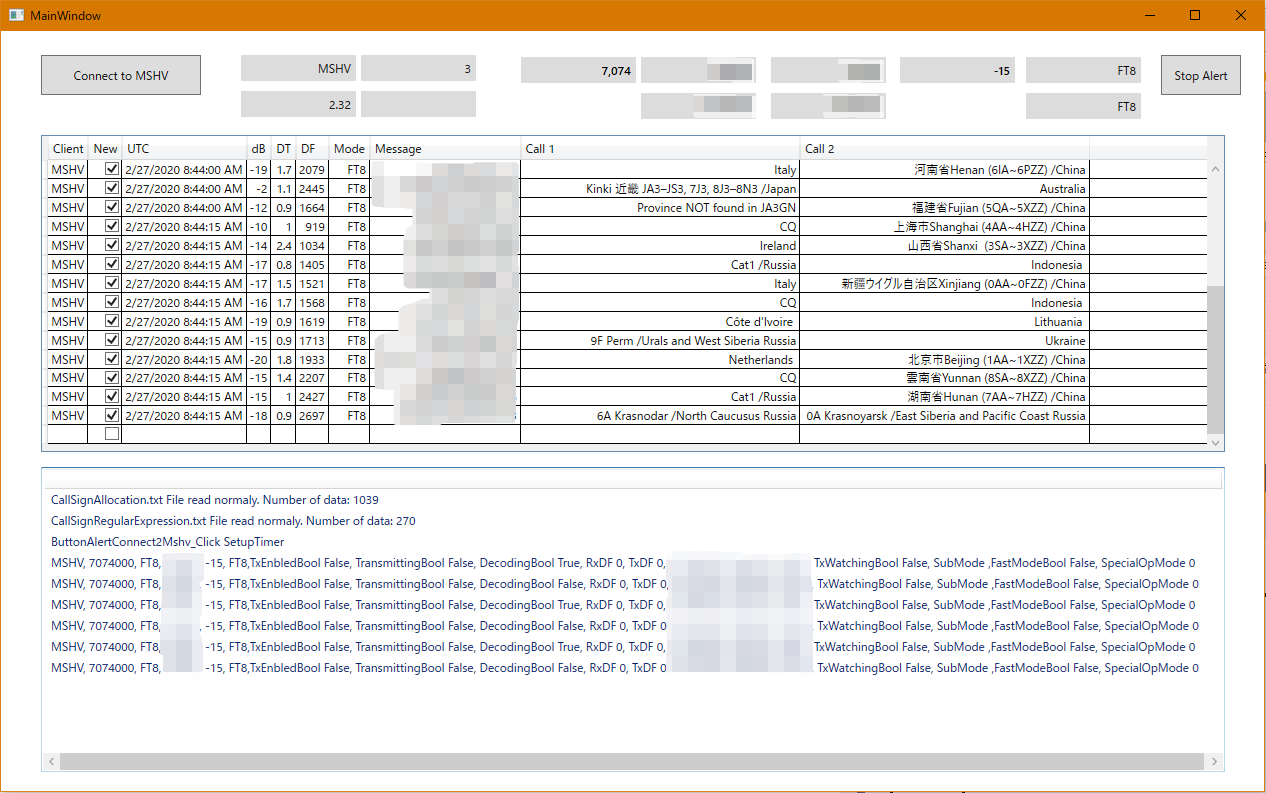 MainWindow
Connect to MSHV MSHV 3 7,074 -15 FT8 Stop Alert
2.32 FT8
Client New UTC dB DT DF Mode Message Call 1 Call 2
MSHV 2/27/2020 8:44:00 AM -19 1.7 2079 FT8 Italy 河南省Henan (6IA~6PZZ) /China
MSHV 2/27/2020 8:44:00 AM -2 1.1 2445 FT8 Kinki 近畿 JA3–JS3, 7J3, 8J3–8N3 /Japan Australia
MSHV 2/27/2020 8:44:00 AM -12 0.9 1664 FT8 Province NOT found in JA3GN 福建省Fujian (5QA~5XZZ) /China
MSHV 2/27/2020 8:44:00 AM -10 1 919 FT8 CQ 上海市Shanghai (4AA~4HZZ) /China
MSHV 2/27/2020 8:44:15 AM -14 2.4 1034 FT8 Ireland 山西省Shanxi (3SA~3XZZ) /China
MSHV 2/27/2020 8:44:15 AM -17 0.8 1405 FT8 Cat1 /Russia Indonesia
MSHV 2/27/2020 8:44:15 AM -17 1.5 1521 FT8 Italy 新疆ウイグル自治区Xinjiang (0AA~0FZZ) /China
MSHV 2/27/2020 8:44:15 AM -16 1.7 1568 FT8 CQ Indonesia
MSHV 2/27/2020 8:44:15 AM -19 0.9 1619 FT8 Côte d'Ivoire Lithuania
MSHV 2/27/2020 8:44:15 AM -15 0.9 1713 FT8 9F Perm /Urals and West Siberia Russia Ukraine
MSHV 2/27/2020 8:44:15 AM -20 1.8 1933 FT8 Netherlands 北京市Beijing (1AA~1XZZ) /China
MSHV 2/27/2020 8:44:15 AM -15 1.4 2207 FT8 CQ 雲南省Yunnan (8SA~8XZZ) /China
MSHV 2/27/2020 8:44:15 AM -15 1 2427 FT8 Cat1 /Russia 湖南省Hunan (7AA~7HZZ) /China
MSHV 2/27/2020 8:44:15 AM -18 0.9 2697 FT8 6A Krasnodar /North Caucusus Russia 0A Krasnoyarsk /East Siberia and Pacific Coast Russia
CallSignAllocation.txt File read normaly. Number of data: 1039
CallSignRegularExpression.txt File read normaly. Number of data: 270
ButtonAlertConnect2Mshv_Click SetupTimer
MSHV, 7074000, FT8, -15, FT8,TxEnbledBool False, TransmittingBool False, DecodingBool True, RxDF 0, TxDF 0, TxWatchingBool False, SubMode ,FastModeBool False, SpecialOpMode 0
MSHV, 7074000, FT8, -15, FT8,TxEnbledBool False, TransmittingBool False, DecodingBool False, RxDF 0, TxDF 0 TxWatchingBool False, SubMode ,FastModeBool False, SpecialOpMode 0
MSHV, 7074000, FT8, -15, FT8,TxEnbledBool False, TransmittingBool False, DecodingBool True, RxDF 0, TxDF 0, TxWatchingBool False, SubMode ,FastModeBool False, SpecialOpMode 0
MSHV, 7074000, FT8, -15, FT8,TxEnbledBool False, TransmittingBool False, DecodingBool False, RxDF 0, TxDF 0 TxWatchingBool False, SubMode ,FastModeBool False, SpecialOpMode 0
MSHV, 7074000, FT8, -15, FT8,TxEnbledBool False, TransmittingBool False, DecodingBool True, RxDF 0, TxDF 0, TxWatchingBool False, SubMode ,FastModeBool False, SpecialOpMode 0
MSHV, 7074000, FT8, -15, FT8,TxEnbledBool False, TransmittingBool False, DecodingBool False, RxDF 0, TxDF 0 TxWatchingBool False, SubMode ,FastModeBool False, SpecialOpMode 0